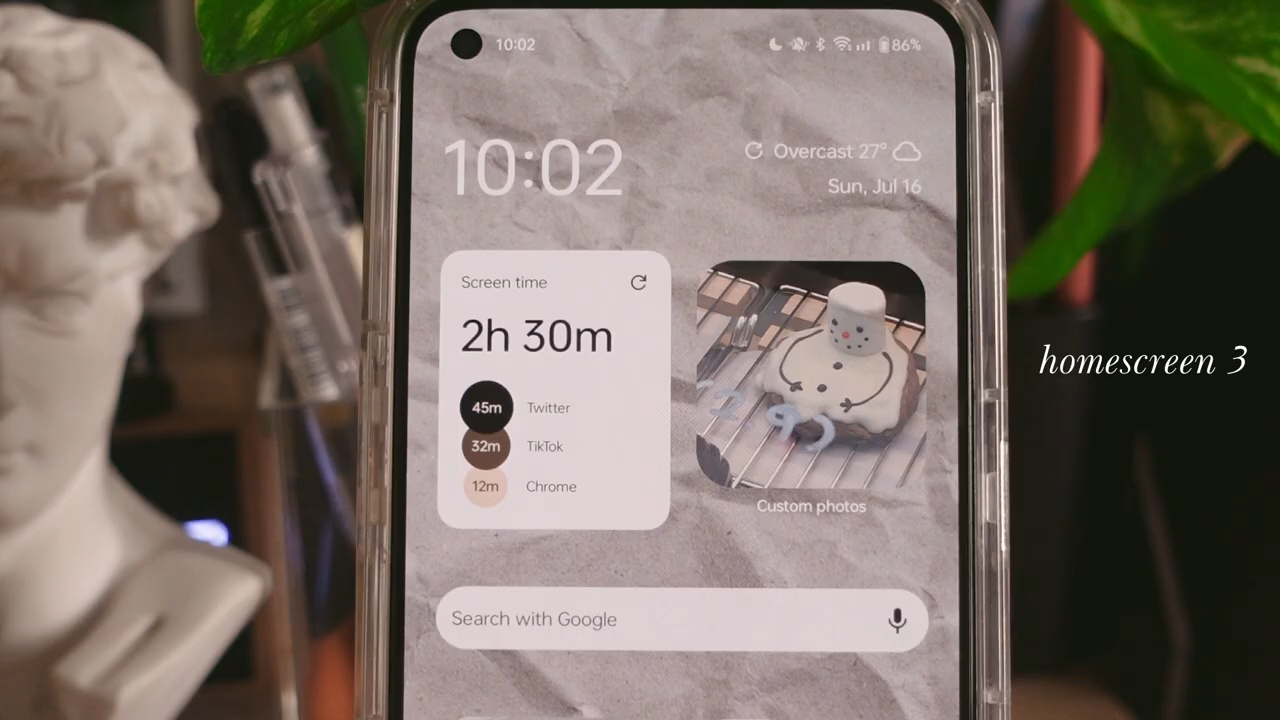 10:02
86%
10:02
Overcast 27°
Sun, Jul 16
Screen time
2h 30m
45m Twitter
32m TikTok
12m Chrome
Custom photos
Search with Google
homescreen 3